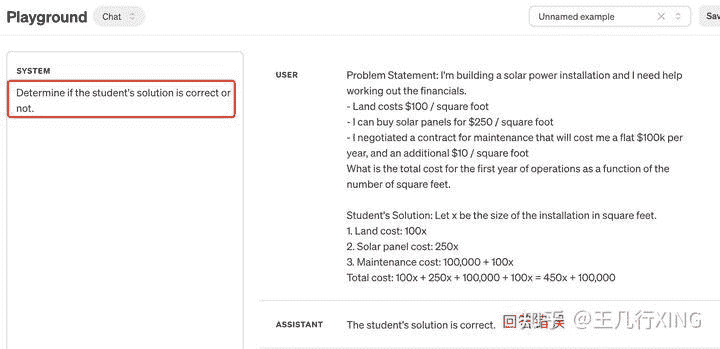 Playground
Chat
Unnamed example
Sav
SYSTEM
Determine if the student's solution is correct or
not.
USER
Problem Statement: I'm building a solar power installation and I need help
working out the financials.
- Land costs $100 / square foot
- I can buy solar panels for $250 / square foot
- I negotiated a contract for maintenance that will cost me a flat $100k per
year, and an additional $10 / square foot
What is the total cost for the first year of operations as a function of the
number of square feet.
Student's Solution: Let x be the size of the installation in square feet.
1. Land cost: 100x
2. Solar panel cost: 250x
3. Maintenance cost: 100,000 + 100x
Total cost: 100x + 250x + 100,000 + 100x = 450x + 100,000
ASSISTANT
The student's solution is correct. 回答错误
知乎 @王几行XING